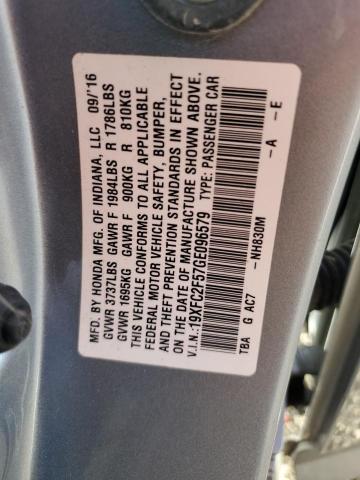 MFD. BY HONDA MFG. OF INDIANA, LLC 09/'16
GVWR 3737LBS GAWR F 1984LBS R 1786LBS
GVWR 1695KG GAWR F 900KG R 810KG
THIS VEHICLE CONFORMS TO ALL APPLICABLE
FEDERAL MOTOR VEHICLE SAFETY, BUMPER,
AND THEFT PREVENTION STANDARDS IN EFFECT
ON THE DATE OF MANUFACTURE SHOWN ABOVE.
V.I.N.: 19XFC2F57GE096579 TYPE: PASSENGER CAR
-NH830M -A -E
TBA G AC7